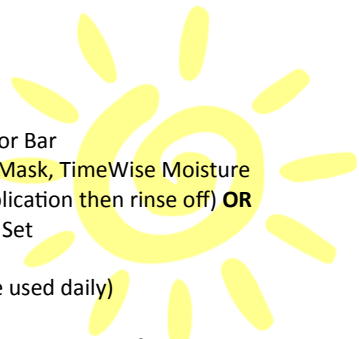 or Bar
Mask, TimeWise Moisture
plication then rinse off) OR
Set
e used daily)